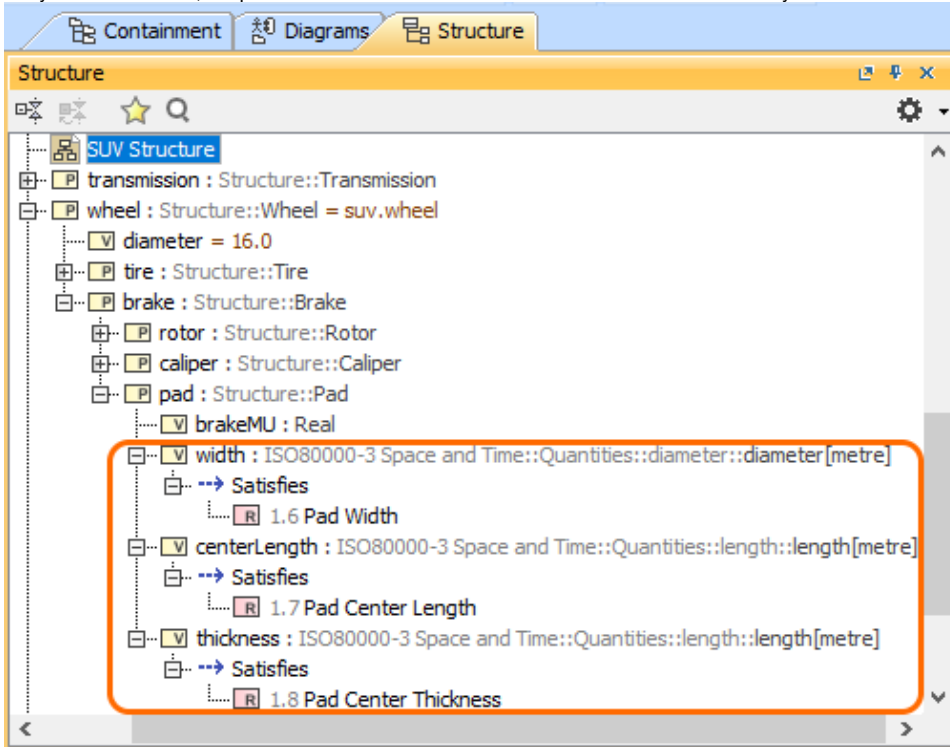 Containment Diagrams Structure
Structure
SUV Structure
P transmission : Structure::Transmission
P wheel : Structure::Wheel = suv.wheel
V diameter = 16.0
P tire : Structure::Tire
P brake : Structure::Brake
P rotor : Structure::Rotor
P caliper : Structure::Caliper
P pad : Structure::Pad
V brakeMU : Real
V width : ISO80000-3 Space and Time::Quantities::diameter::diameter[metre]
Satisfies
R 1.6 Pad Width
V centerLength : ISO80000-3 Space and Time::Quantities::length::length[metre]
Satisfies
R 1.7 Pad Center Length
V thickness : ISO80000-3 Space and Time::Quantities::length::length[metre]
Satisfies
R 1.8 Pad Center Thickness